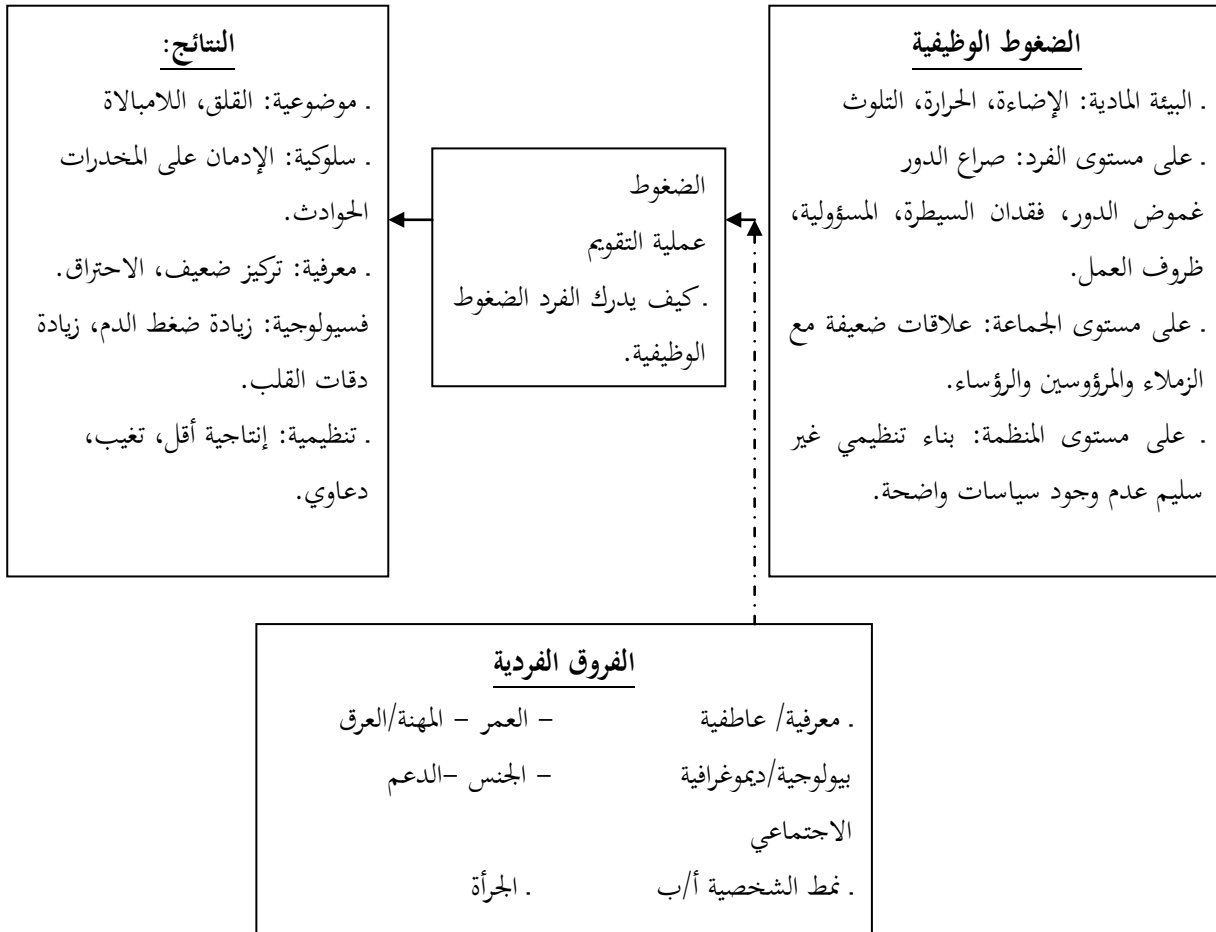 الضغوط الوظيفية
. البيئة المادية: الإضاءة، الحرارة، التلوث
. على مستوى الفرد: صراع الدور
غموض الدور، فقدان السيطرة، المسؤولية،
ظروف العمل.
. على مستوى الجماعة: علاقات ضعيفة مع
الزملاء والمرؤوسين والرؤساء.
. على مستوى المنظمة: بناء تنظيمي غير
سليم عدم وجود سياسات واضحة.
الضغوط
عملية التقويم
.كيف يدرك الفرد الضغوط
الوظيفية.
النتائج:
. موضوعية: القلق، اللامبالاة
. سلوكية: الإدمان على المخدرات
الحوادث.
. معرفية: تركيز ضعيف، الاحتراق.
فسيولوجية: زيادة ضغط الدم، زيادة
دقات القلب.
. تنظيمية: إنتاجية أقل، تغيب،
دعاوي.
الفروق الفردية
. معرفية/ عاطفية – العمر – المهنة/العرق
بيولوجية/ديموغرافية – الجنس –الدعم
الاجتماعي
. نمط الشخصية أ/ب . الجرأة